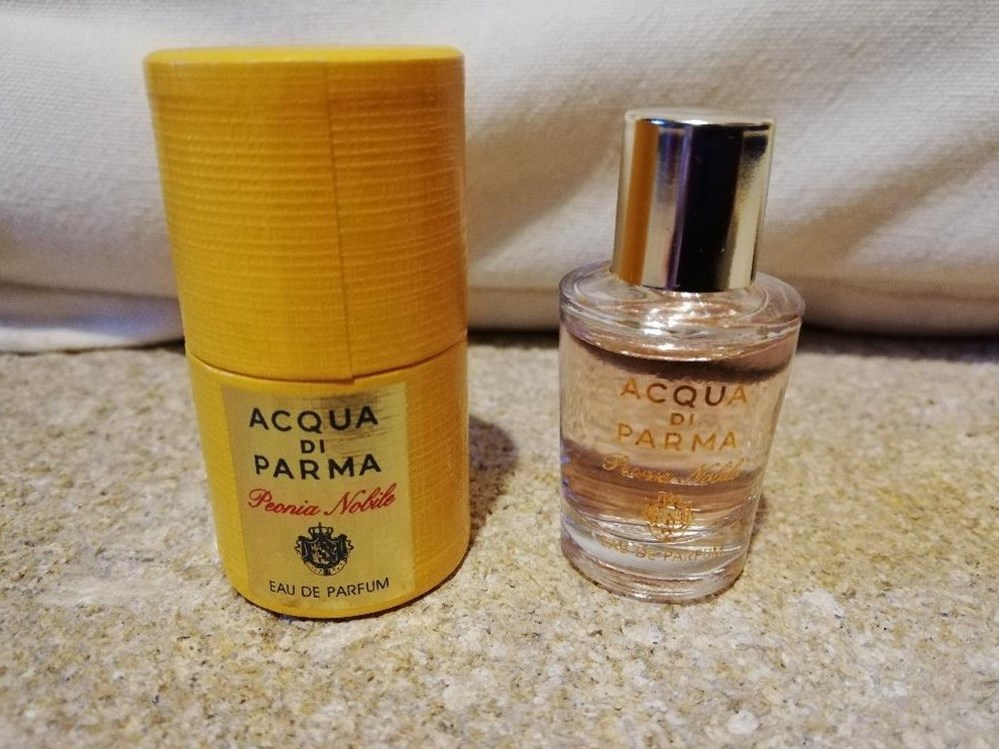 ACQUA
DI
PARMA
Peonia Nobile
EAU DE PARFUM
ACQUA
DI
PARMA
Peonia Nobile
EAU DE PARFUM